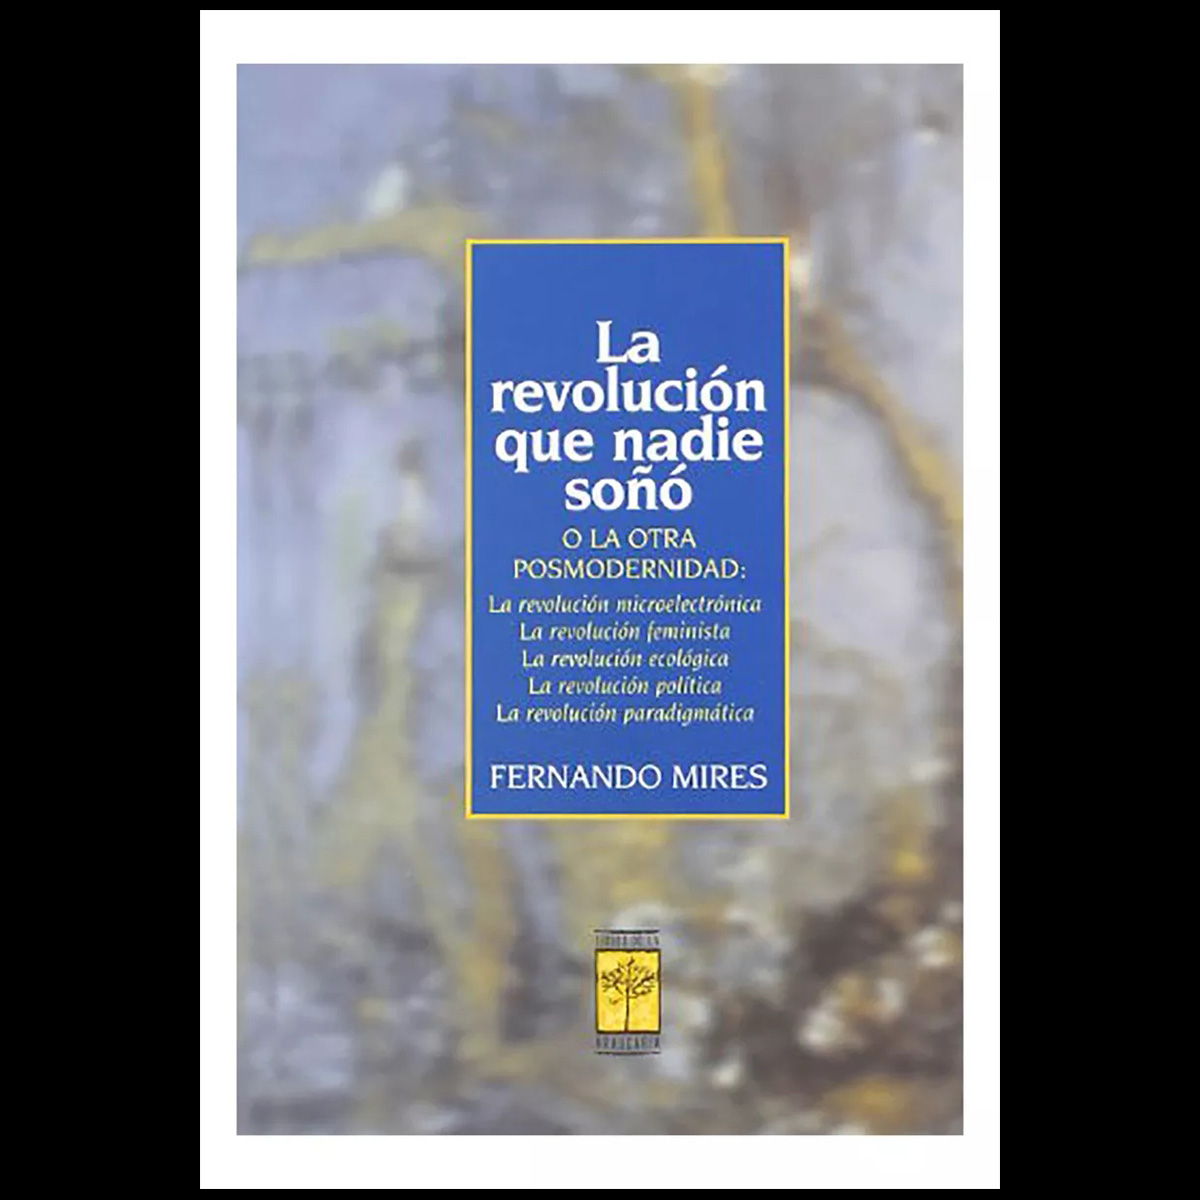 La
revolución
que nadie
soñó
O LA OTRA
POSMODERNIDAD:
La revolución microelectrónica
La revolución feminista
La revolución ecológica
La revolución política
La revolución paradigmática
FERNANDO MIRES
ARAUCARIA